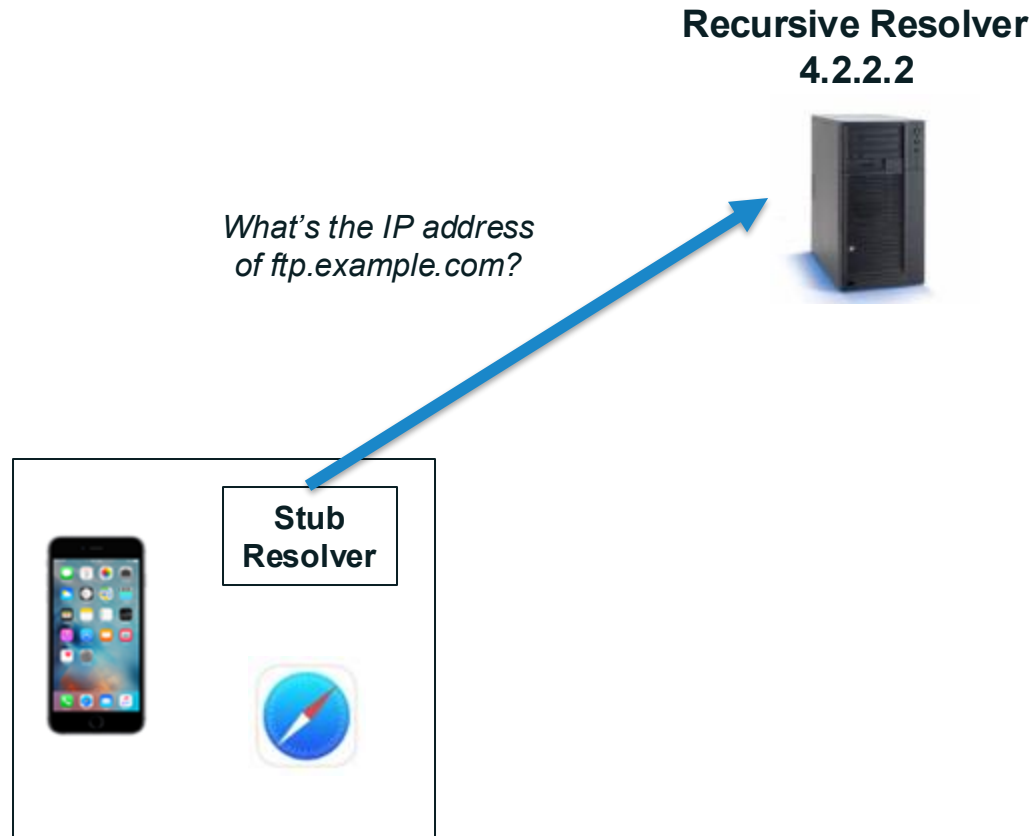 Recursive Resolver
4.2.2.2
What’s the IP address
of ftp.example.com?
Stub
Resolver